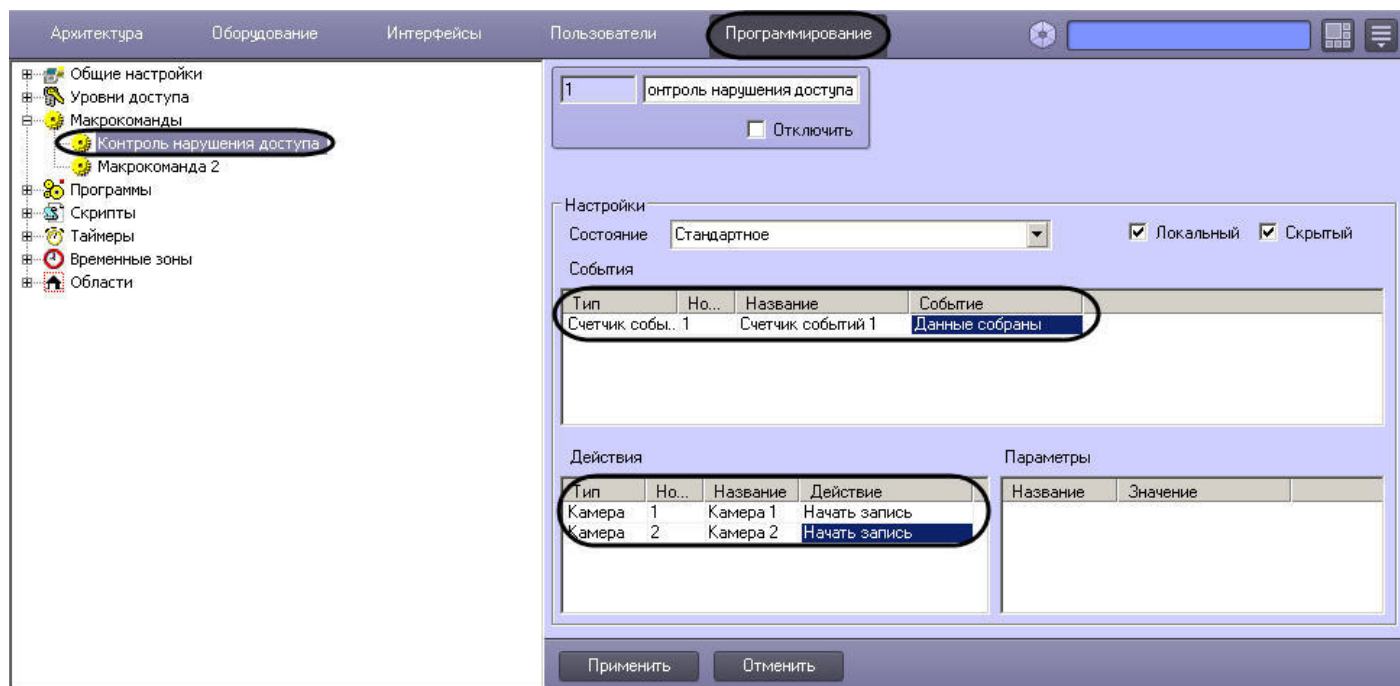 Архитектура Оборудование Интерфейсы Пользователи Программирование
Общие настройки
Уровни доступа
Макрокоманды
Контроль нарушения доступа
Макрокоманда 2
Программы
Скрипты
Таймеры
Временные зоны
Области
1 онтроль нарушения доступа
Отключить
Настройки
Состояние Стандартное Локальный Скрытый
События
Тип Но... Название Событие
Счетчик собы.. 1 Счетчик событий 1 Данные собраны
Действия
Тип Но... Название Действие
Камера 1 Камера 1 Начать запись
Камера 2 Камера 2 Начать запись
Параметры
Название Значение
Применить Отменить